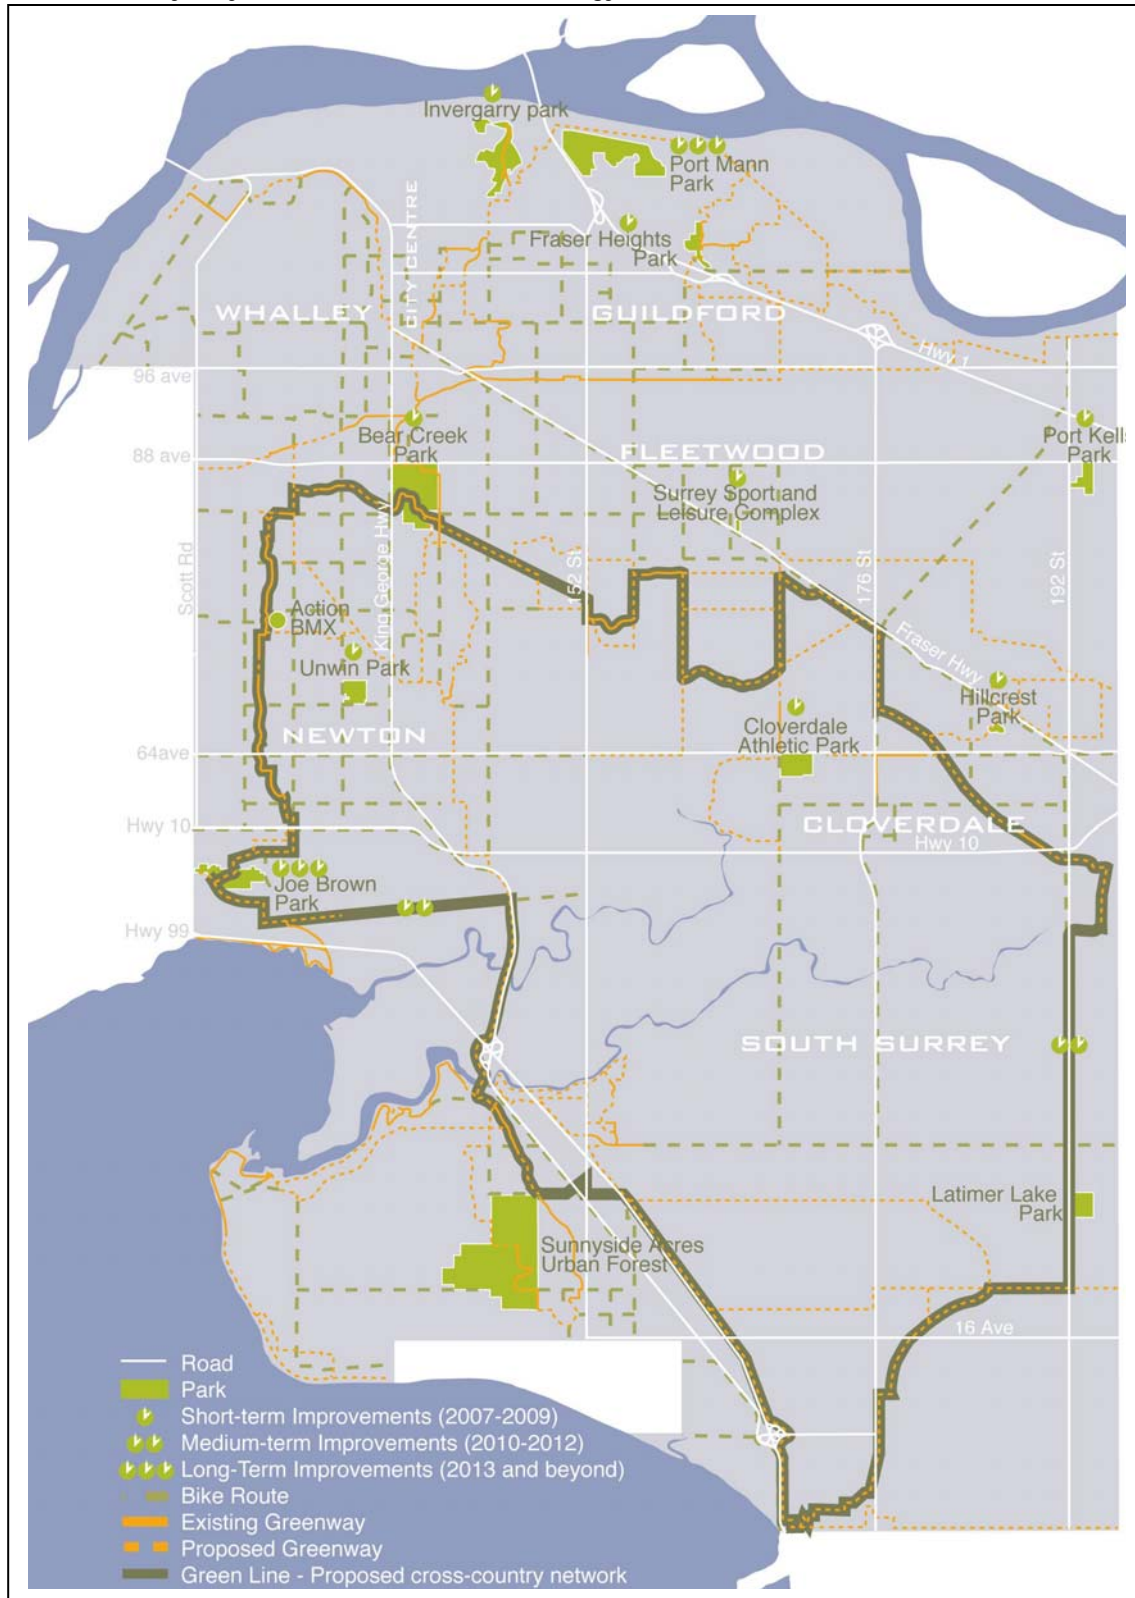 Invergarry park
Port Mann
Park
CITY CENTRE
Fraser Heights
Park
WHALLEY
GUILDFORD
Hwy 1
96 ave
Bear Creek
Park
Port Kells
Park
88 ave
FLEETWOOD
Surrey Sport and
Leisure Complex
King George Hwy
Scott Rd
152 St
176 St
192 St
Action
BMX
Unwin Park
Fraser Hwy
Hillcrest
Park
NEWTON
Cloverdale
Athletic Park
64ave
Hwy 10
CLOVERDALE
Hwy 10
Joe Brown
Park
Hwy 99
SOUTH SURREY
Latimer Lake
Park
Sunnyside Acres
Urban Forest
16 Ave
Road
Park
Short-term Improvements (2007-2009)
Medium-term Improvements (2010-2012)
Long-Term Improvements (2013 and beyond)
Bike Route
Existing Greenway
Proposed Greenway
Green Line - Proposed cross-country network